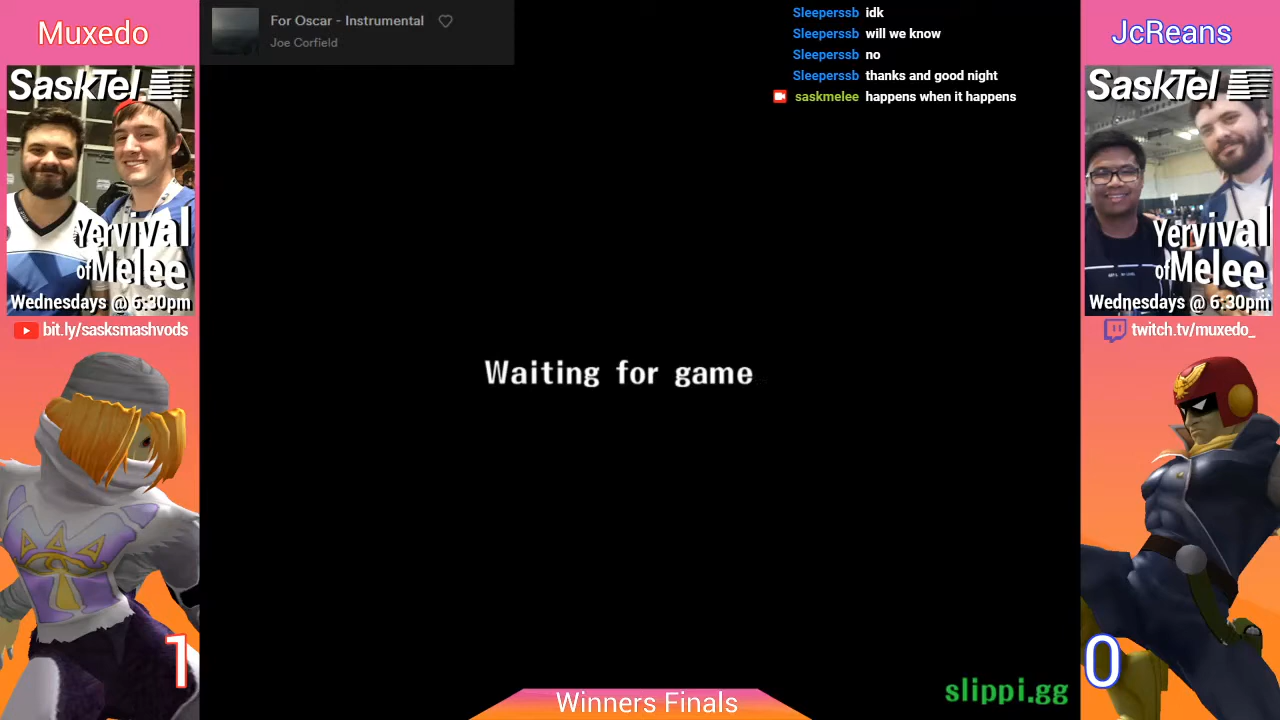 Muxedo
SaskTel
Yervival
of Melee
Wednesdays @ 6:30pm
bit.ly/sasksmashvods
1
For Oscar - Instrumental
Joe Corfield
Sleeperssb idk
Sleeperssb will we know
Sleeperssb no
Sleeperssb thanks and good night
saskmelee happens when it happens
Waiting for game
Winners Finals
slippi.gg
JcReans
SaskTel
Yervival
of Melee
Wednesdays @ 6:30pm
twitch.tv/muxedo_
0